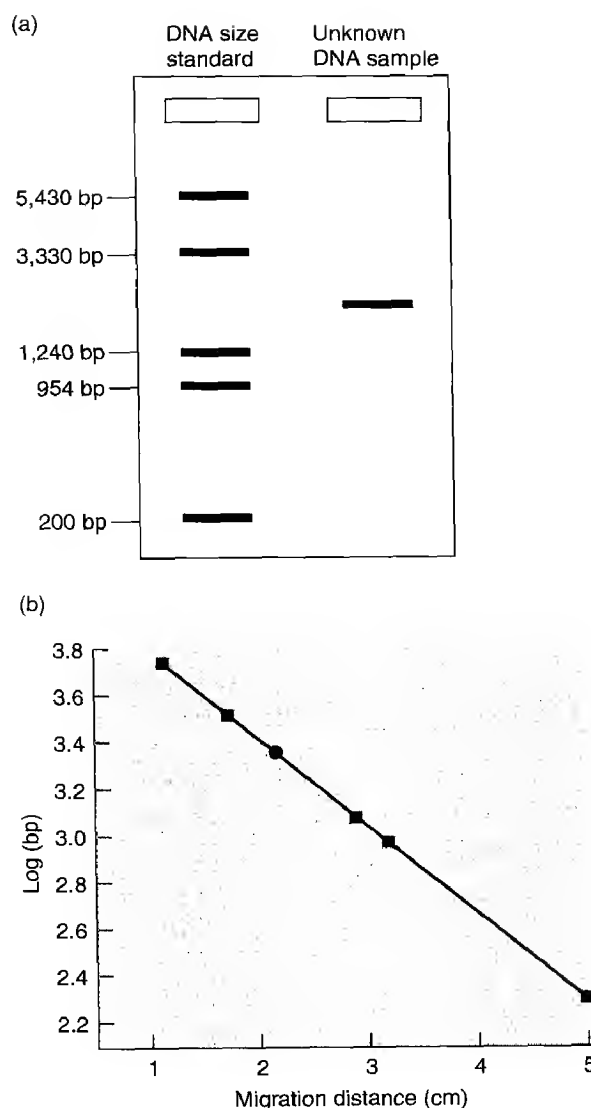 (a)
DNA size
standard
Unknown
DNA sample
5,430 bp
3,330 bp
1,240 bp
954 bp
200 bp
(b)
3.8
3.6
3.4
3.2
3.0
2.8
2.6
2.4
2.2
Log (bp)
1 2 3 4 5
Migration distance (cm)